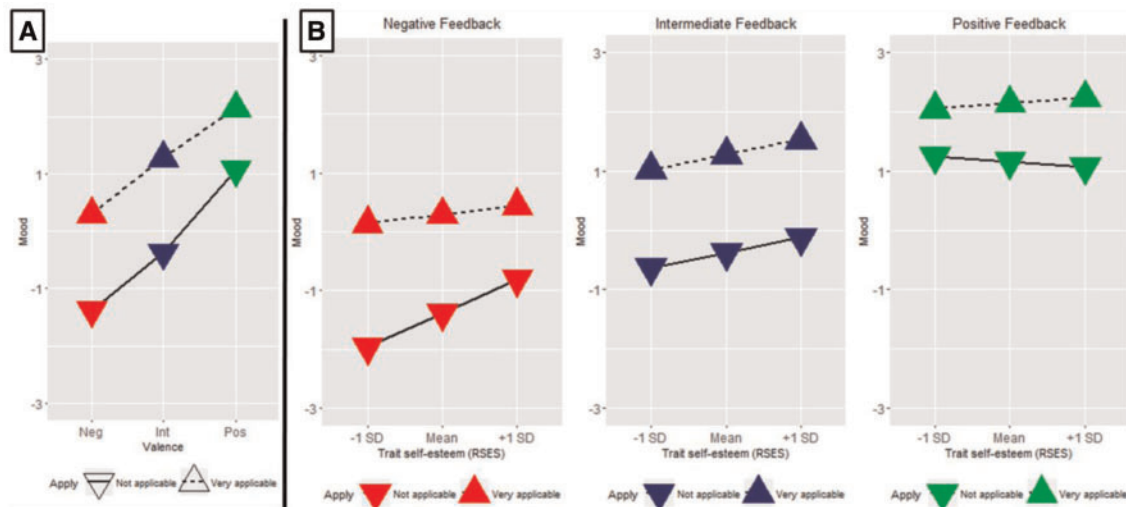 A
3
1
-1
-3
Mood
Neg Int Pos
Valence
Apply Not applicable Very applicable
B
Negative Feedback
3
1
-1
-3
Mood
-1 SD Mean +1 SD
Trait self-esteem (RSES)
Apply Not applicable Very applicable
Intermediate Feedback
3
1
-1
-3
Mood
-1 SD Mean +1 SD
Trait self-esteem (RSES)
Apply Not applicable Very applicable
Positive Feedback
3
1
-1
-3
Mood
-1 SD Mean +1 SD
Trait self-esteem (RSES)
Apply Not applicable Very applicable